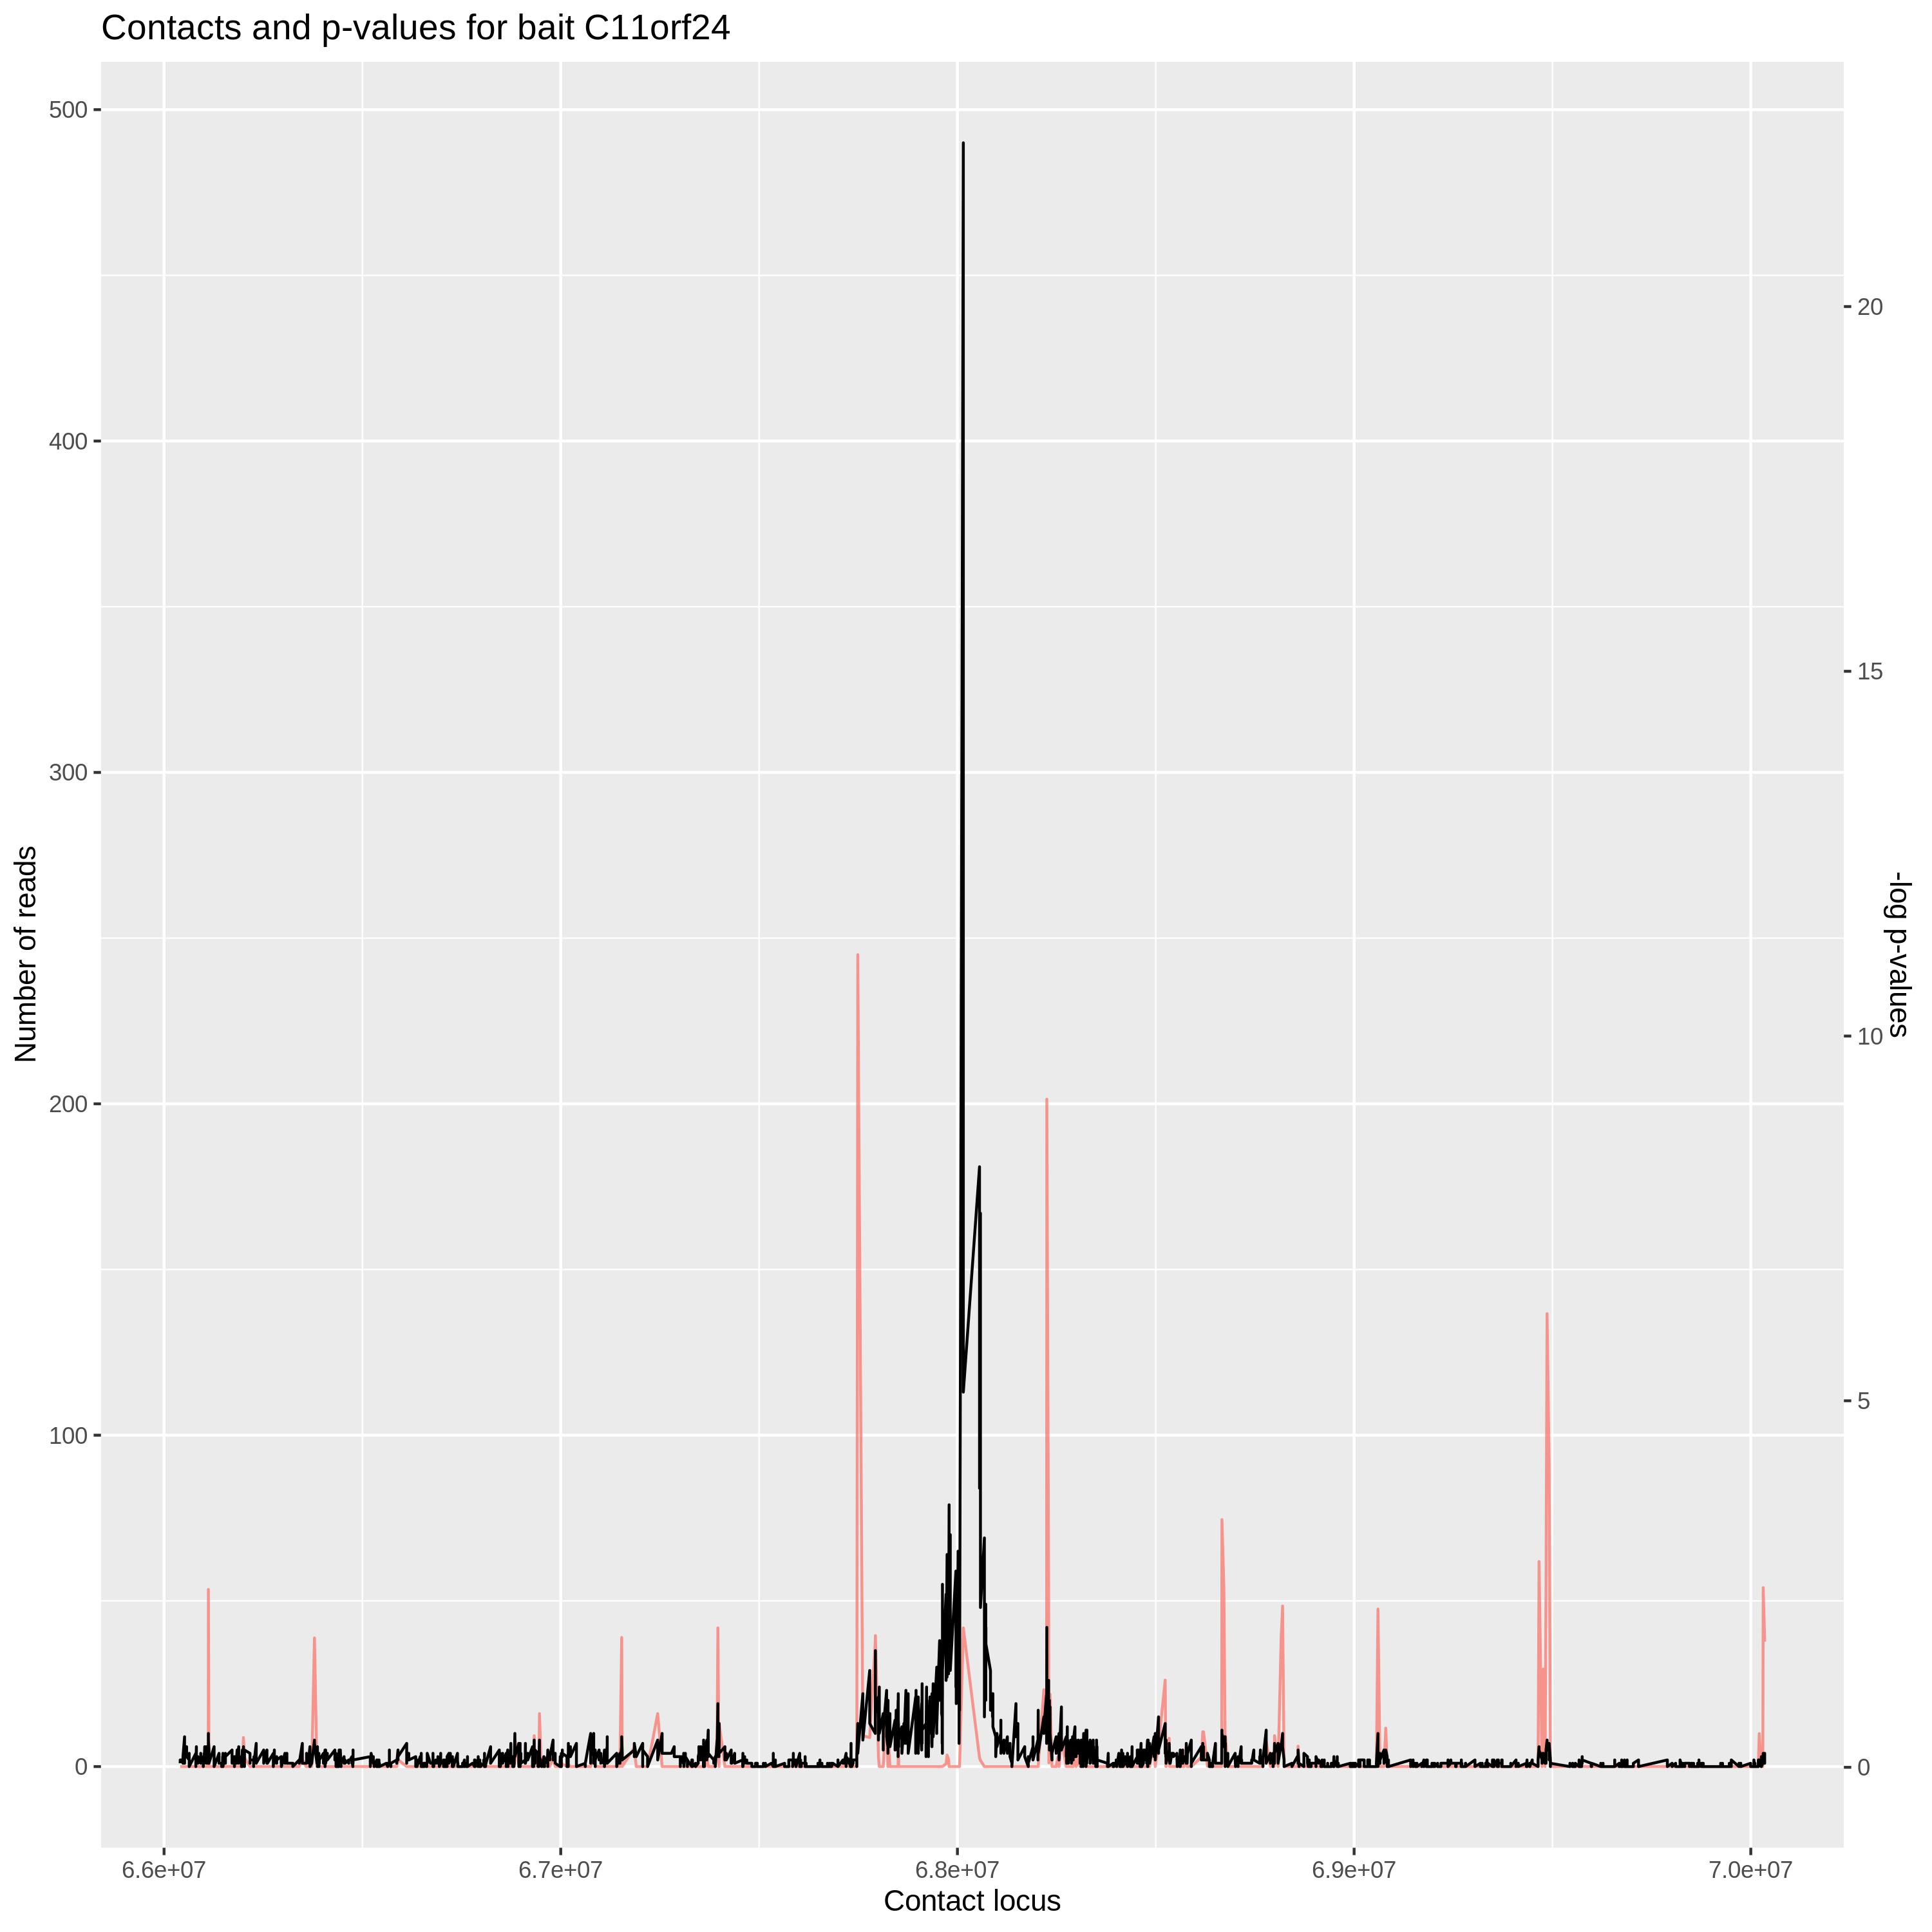 Contacts and p-values for bait C11orf24
500
400
300
200
100
0
Number of reads
20
15
10
5
0
-log p-values
6.6e+07
6.7e+07
6.8e+07
6.9e+07
7.0e+07
Contact locus